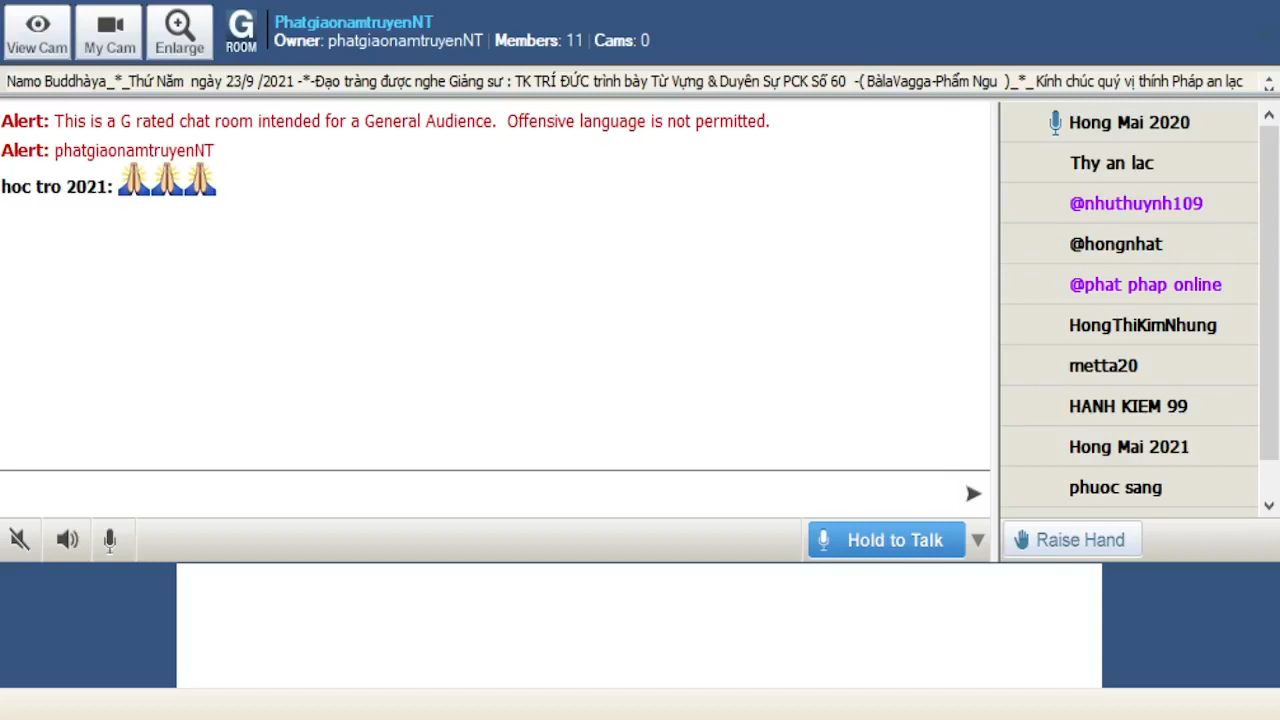 View Cam
My Cam
Enlarge
G
ROOM
PhatgiaonamtruyenNT
Owner: phatgiaonamtruyenNT | Members: 11 | Cams: 0
Namo Buddhàya_*_Thứ Năm ngày 23/9 /2021 -*-Đạo tràng được nghe Giảng sư : TK TRÍ ĐỨC trình bày Từ Vựng & Duyên Sự PCK Số 60 -( BàlaVagga-Phẩm Ngu )_*_ Kính chúc quý vị thính Pháp an lạc
Alert: This is a G rated chat room intended for a General Audience. Offensive language is not permitted.
Alert: phatgiaonamtruyenNT
hoc tro 2021:
Hong Mai 2020
Thy an lac
@nhuthuynh109
@hongnhat
@phat phap online
HongThiKimNhung
metta20
HANH KIEM 99
Hong Mai 2021
phuoc sang
Hold to Talk
Raise Hand